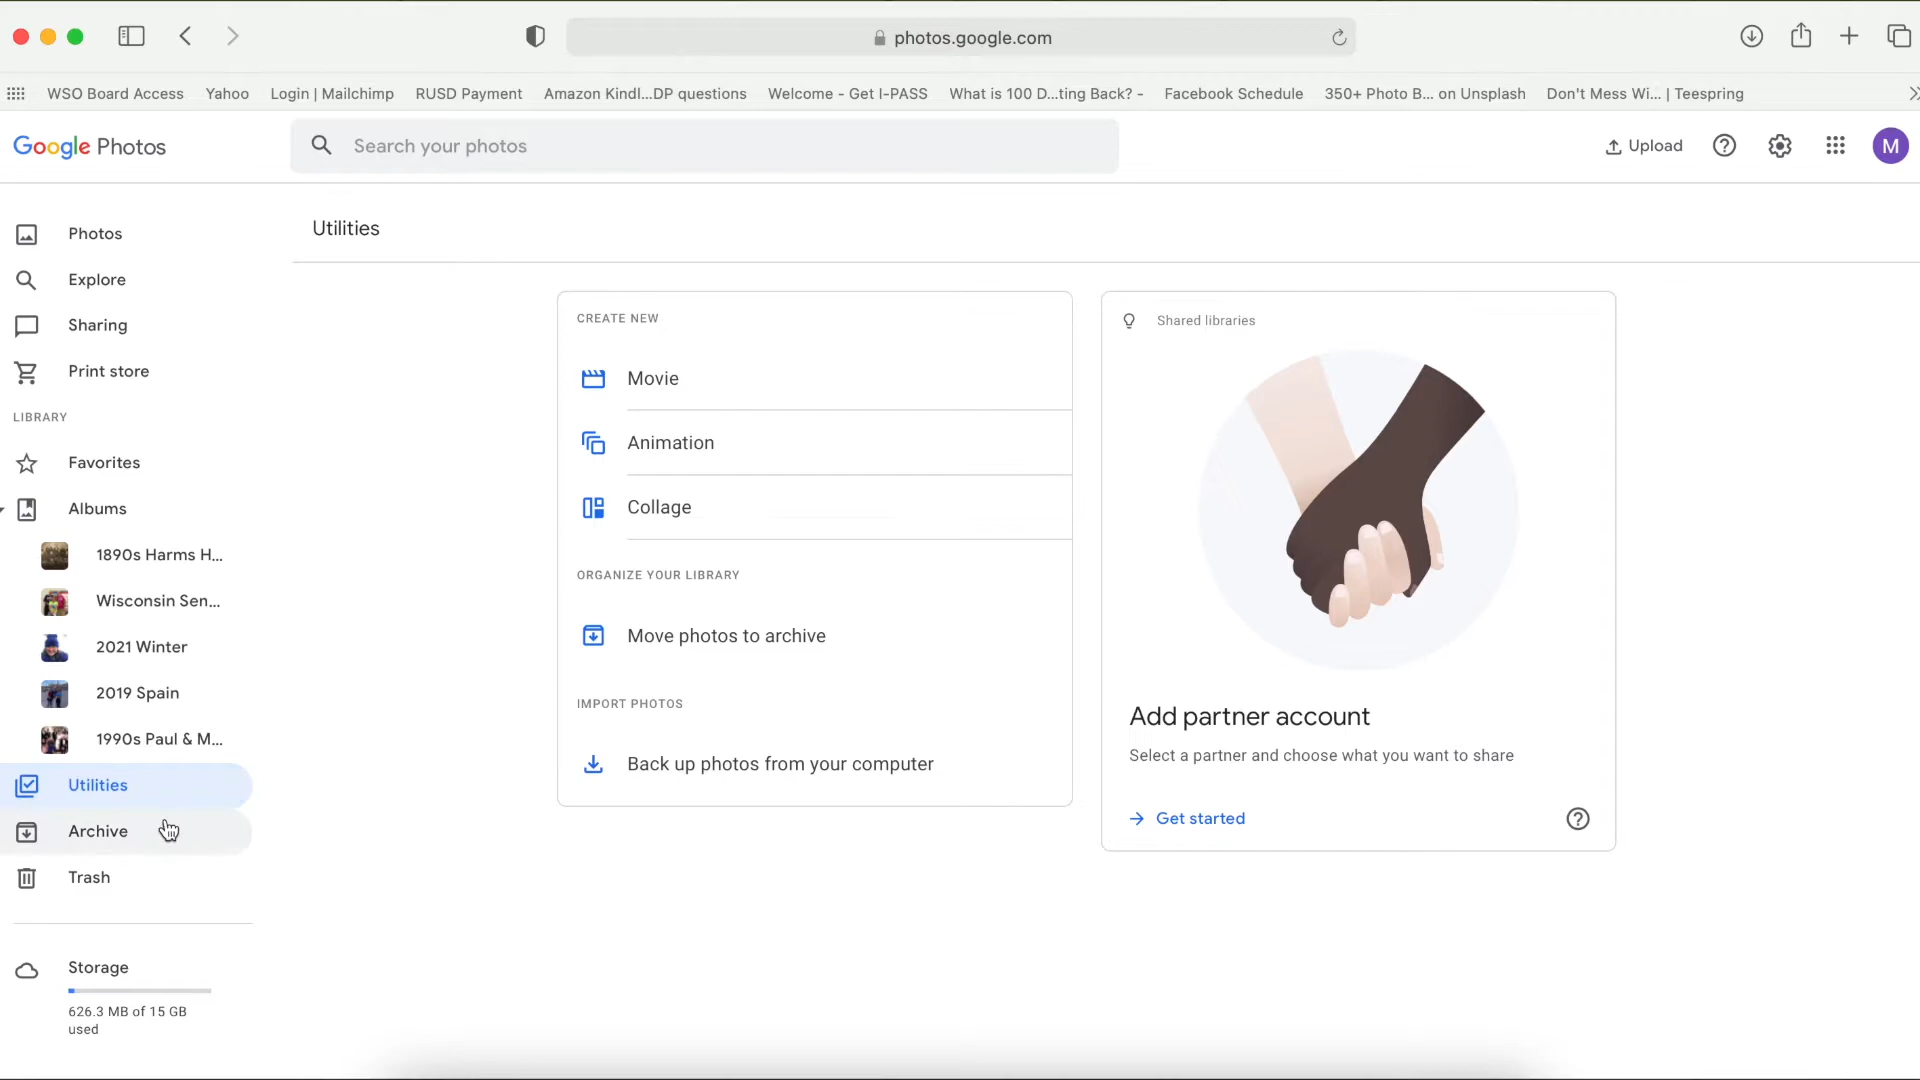 photos.google.com
WSO Board Access Yahoo Login | Mailchimp RUSD Payment Amazon Kindl...DP questions Welcome - Get I-PASS What is 100 D...ting Back? - Facebook Schedule 350+ Photo B... on Unsplash Don't Mess Wi... | Teespring
Google Photos
Search your photos
Upload
M
Photos
Explore
Sharing
Print store
LIBRARY
Favorites
Albums
1890s Harms H...
Wisconsin Sen...
2021 Winter
2019 Spain
1990s Paul & M...
Utilities
Archive
Trash
Storage
626.3 MB of 15 GB
used
Utilities
CREATE NEW
Movie
Animation
Collage
ORGANIZE YOUR LIBRARY
Move photos to archive
IMPORT PHOTOS
Back up photos from your computer
Shared libraries
Add partner account
Select a partner and choose what you want to share
Get started